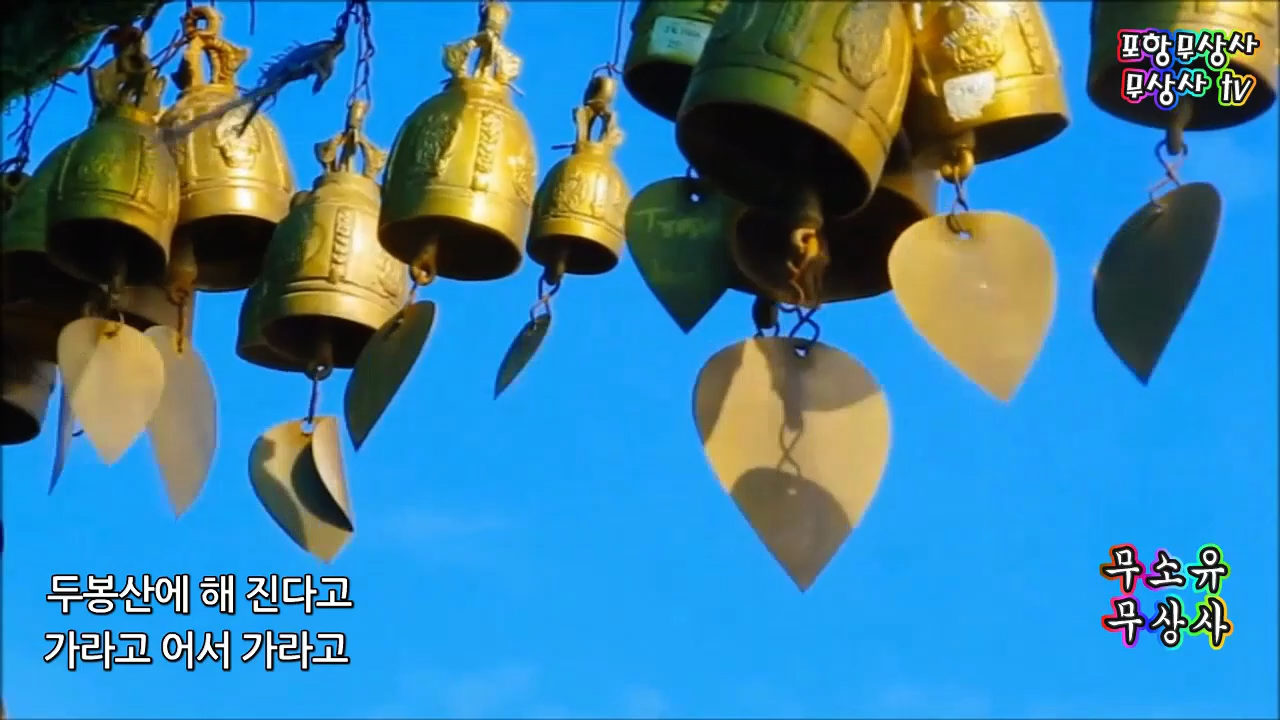 포항무상사
무상사 tv
두봉산에 해 진다고
가라고 어서 가라고
무소유
무상사